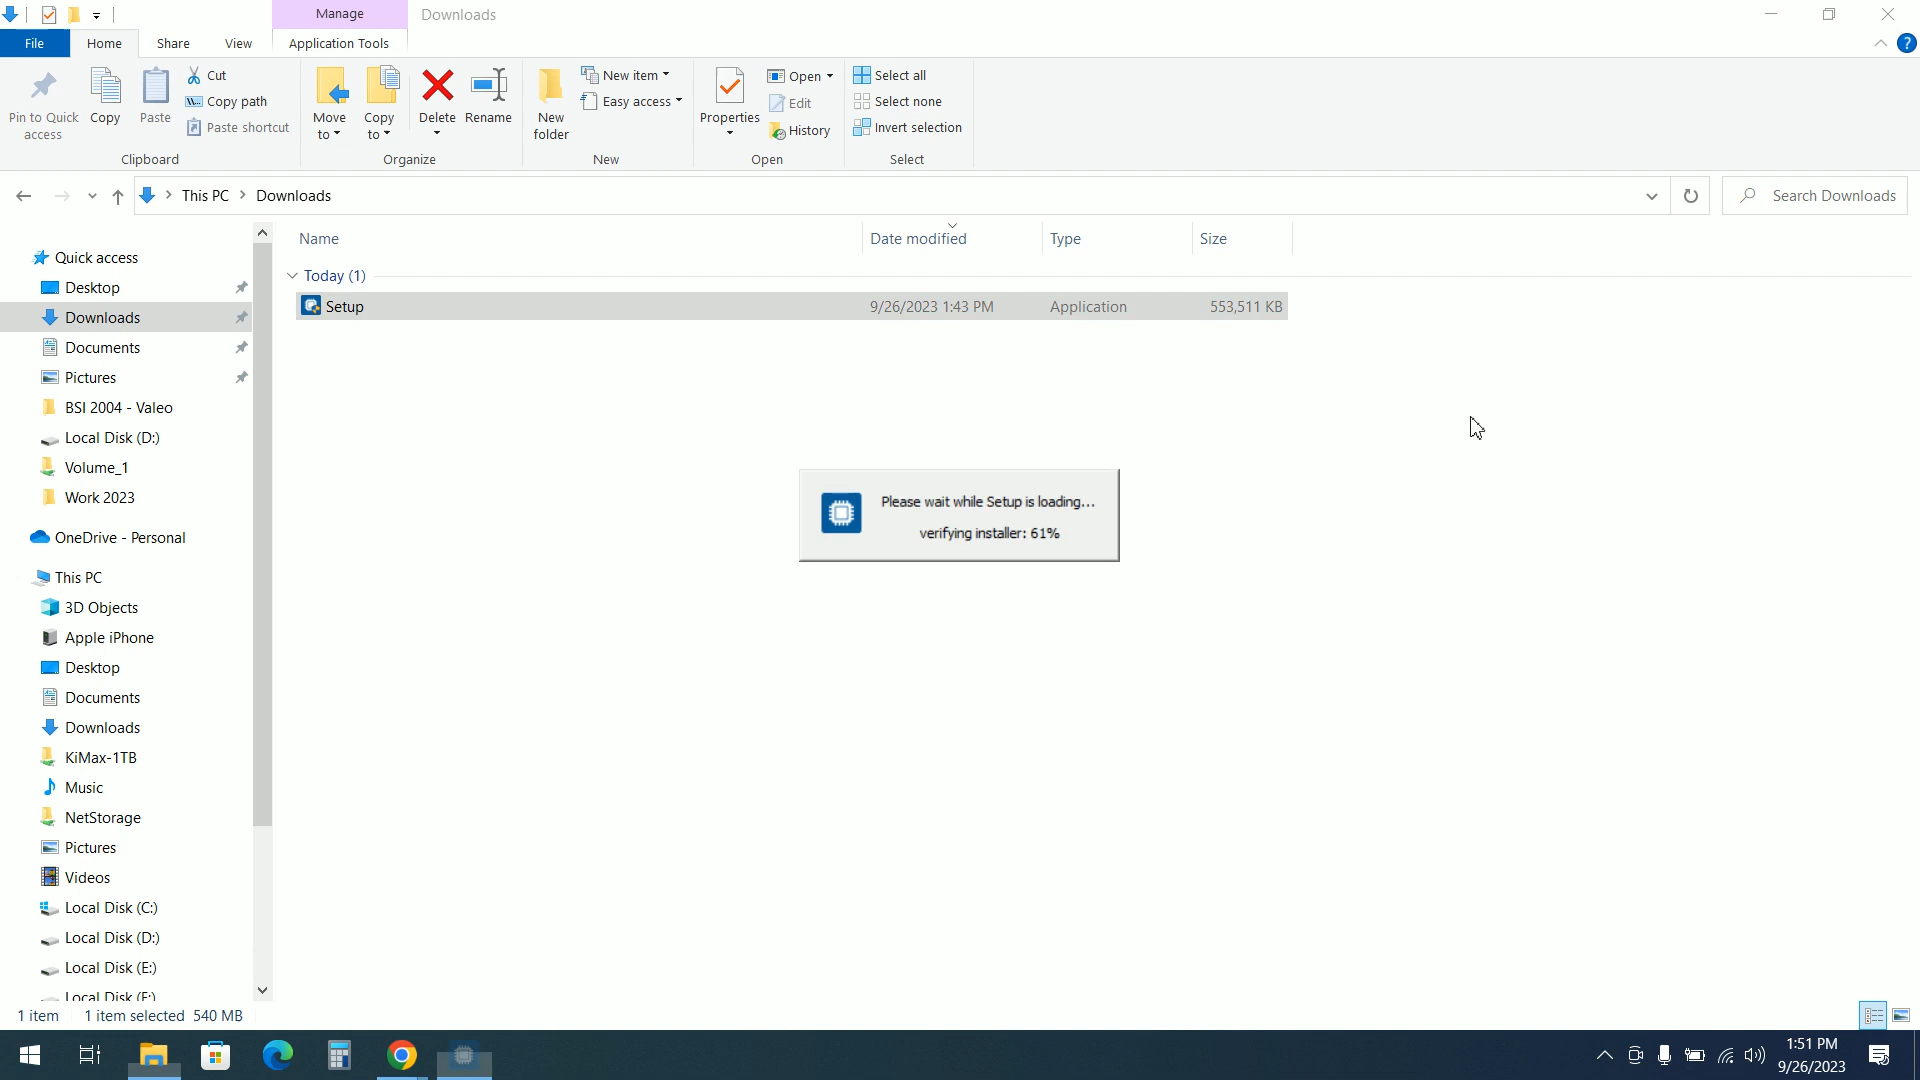 Manage
Downloads
File
Home
Share
View
Application Tools
Pin to Quick access
Copy
Paste
Cut
Copy path
Paste shortcut
Clipboard
Move to
Copy to
Delete
Rename
Organize
New folder
New item
Easy access
New
Properties
Open
Edit
History
Open
Select all
Select none
Invert selection
Select
This PC
Downloads
Search Downloads
Name
Date modified
Type
Size
Today (1)
Setup
9/26/2023 1:43 PM
Application
553,511 KB
Quick access
Desktop
Downloads
Documents
Pictures
BSI 2004 - Valeo
Local Disk (D:)
Volume_1
Work 2023
OneDrive - Personal
This PC
3D Objects
Apple iPhone
Desktop
Documents
Downloads
KiMax-1TB
Music
NetStorage
Pictures
Videos
Local Disk (C:)
Local Disk (D:)
Local Disk (E:)
Local Disk (F:)
Please wait while Setup is loading...
verifying installer: 61%
1 item
1 item selected 540 MB
1:51 PM
9/26/2023